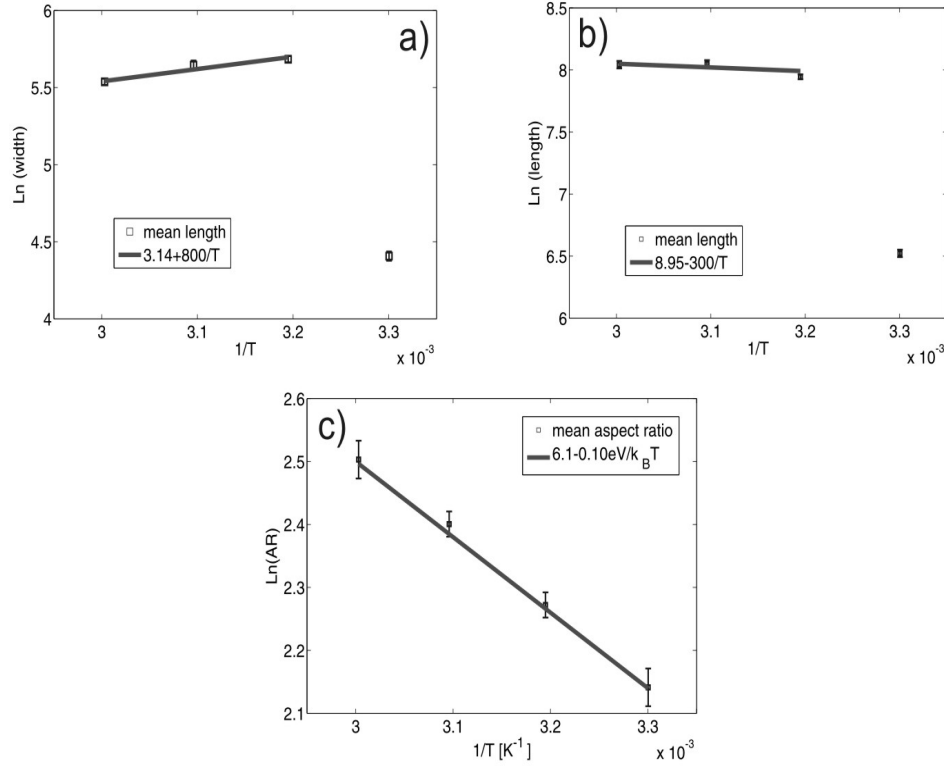 a)
6
5.5
5
4.5
4
Ln (width)
mean length
3.14+800/T
3
3.1
3.2
3.3
1/T
x 10-3
b)
8.5
8
7.5
7
6.5
6
Ln (length)
mean length
8.95-300/T
3
3.1
3.2
3.3
1/T
x 10-3
c)
2.6
2.5
2.4
2.3
2.2
2.1
Ln(AR)
mean aspect ratio
6.1-0.10eV/kBT
3
3.1
3.2
3.3
1/T [K-1]
x 10-3